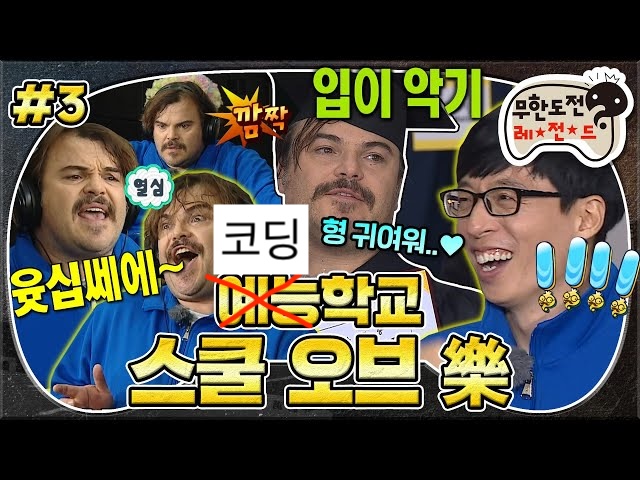 #3
깜짝
입이 악기
무한도전
레★전★드
열심
형 귀여워..♥
윳십쎄에~
코딩
예능학교
스쿨 오브 樂